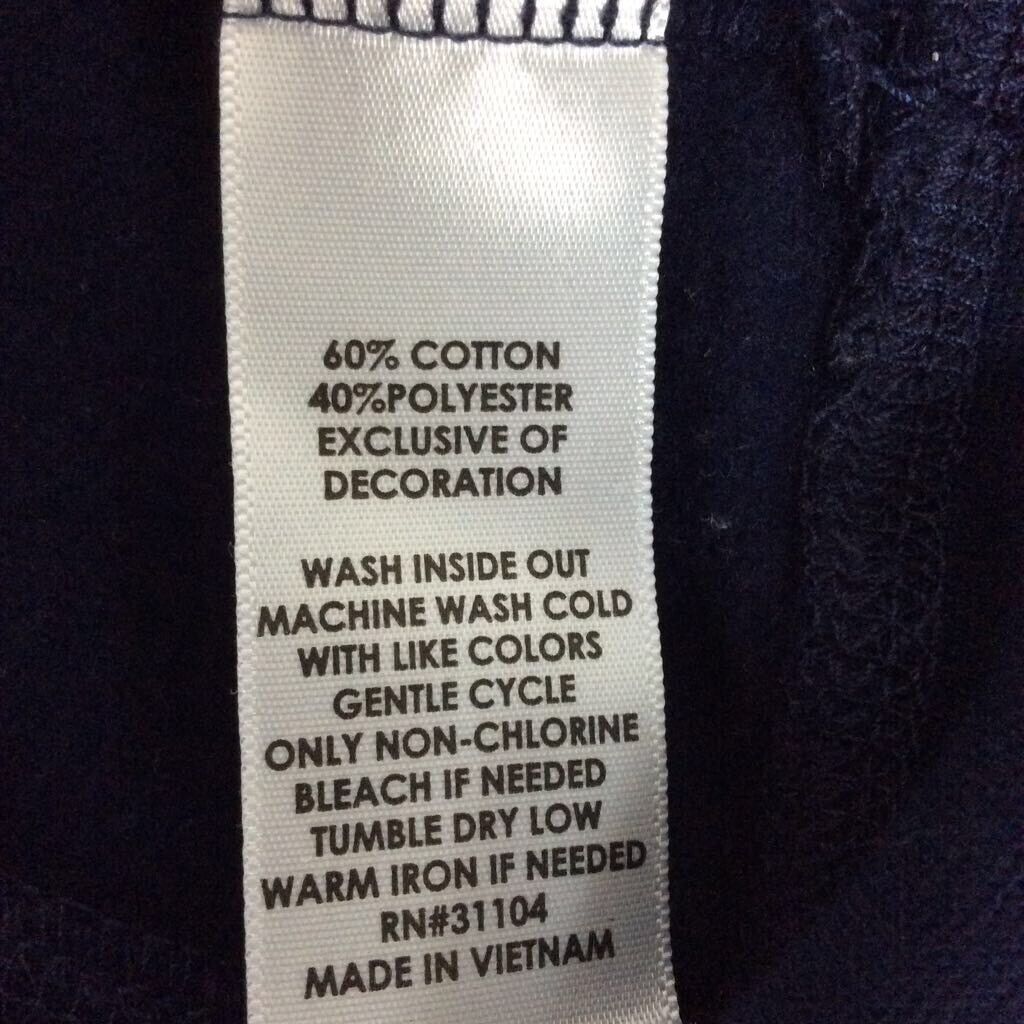 60% COTTON
40%POLYESTER
EXCLUSIVE OF
DECORATION
WASH INSIDE OUT
MACHINE WASH COLD
WITH LIKE COLORS
GENTLE CYCLE
ONLY NON-CHLORINE
BLEACH IF NEEDED
TUMBLE DRY LOW
WARM IRON IF NEEDED
RN#31104
MADE IN VIETNAM